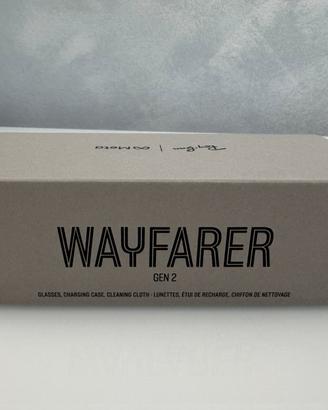 Ray-Ban | ∞ Meta
WAYFARER
GEN 2
GLASSES, CHARGING CASE, CLEANING CLOTH - LUNETTES, ÉTUI DE RECHARGE, CHIFFON DE NETTOYAGE